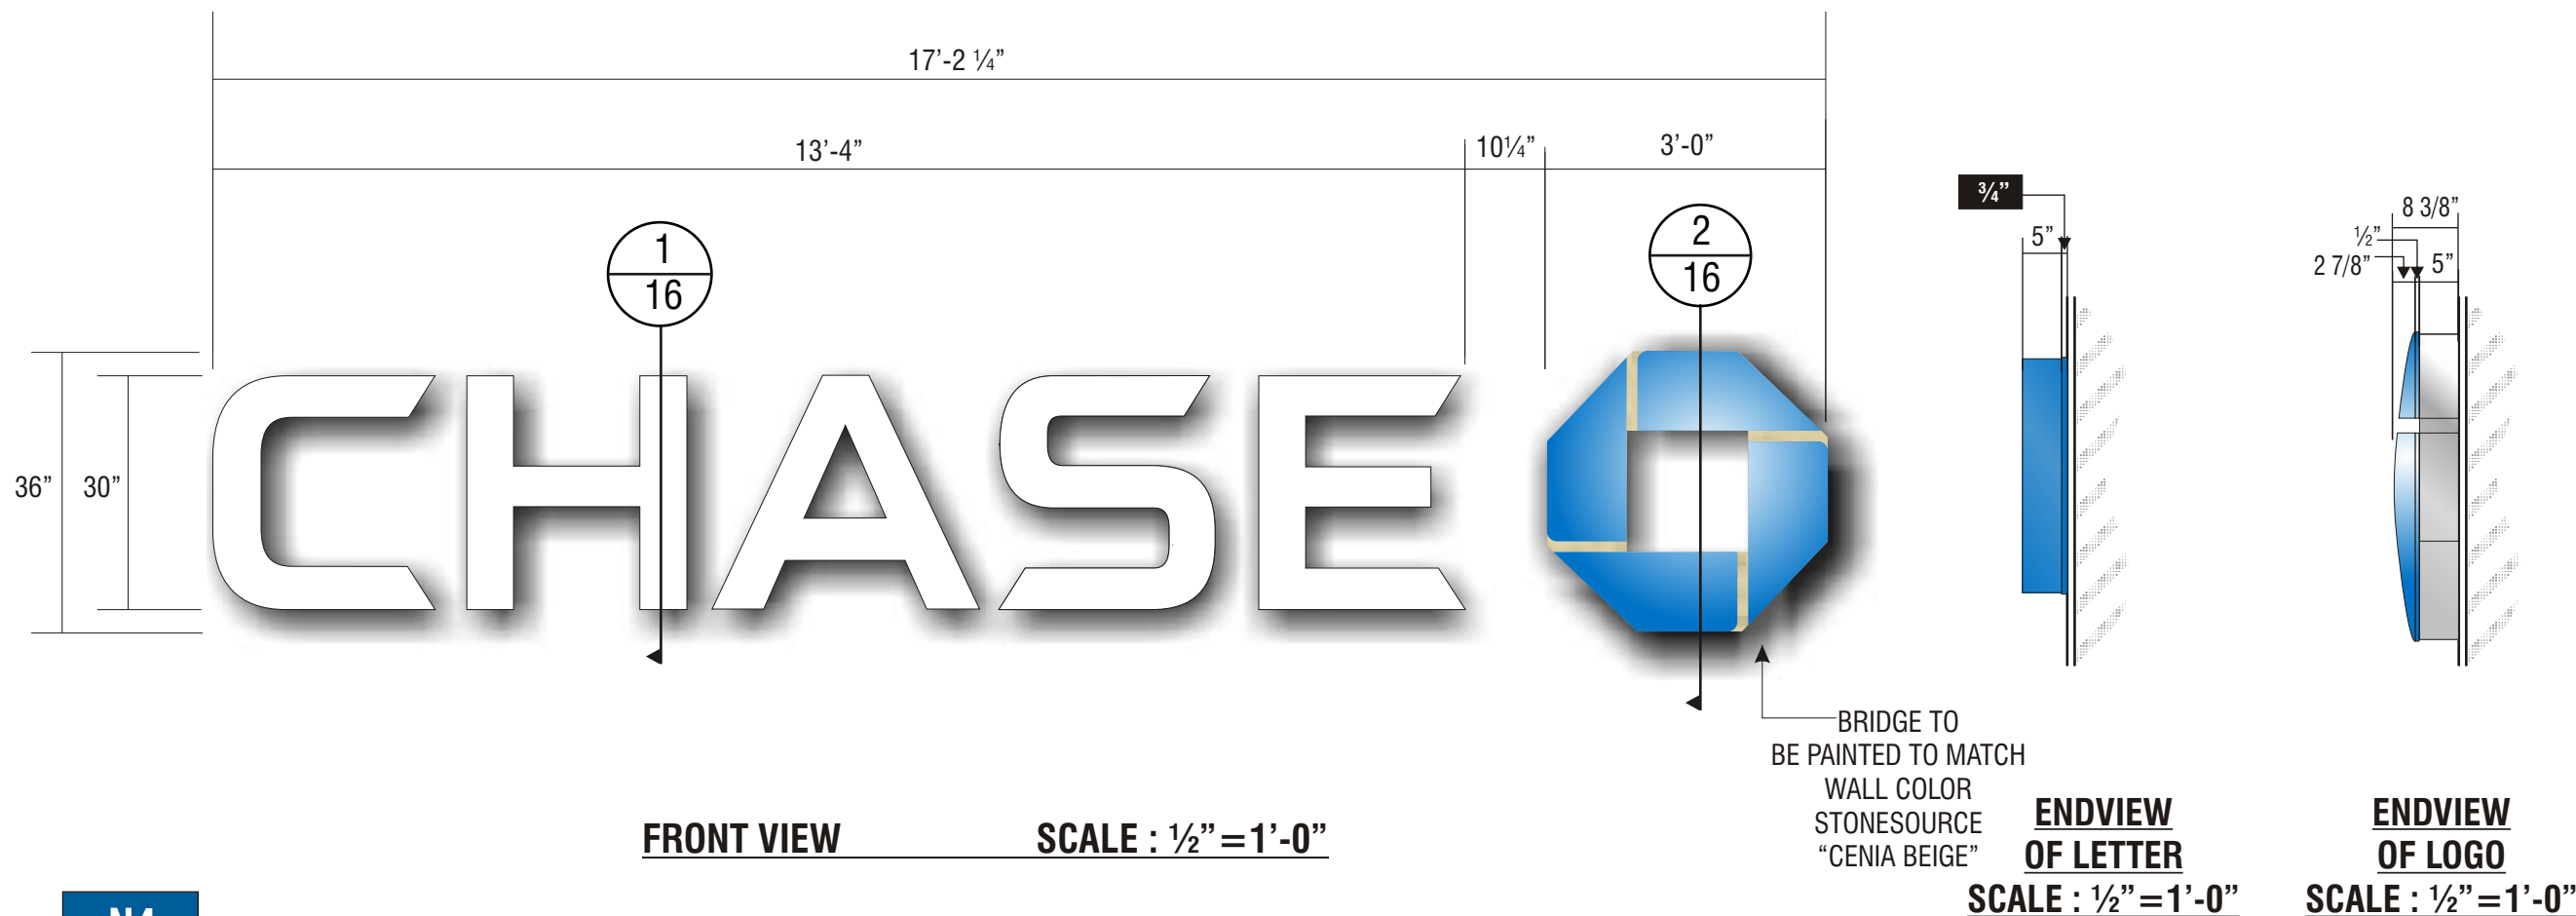 17’-2 ¼”
13’-4”
10¼”
3’-0”
¾”
8 3/8”
½”
5”
2 7/8”
5”
1
16
2
16
36”
30”
CHASE
BRIDGE TO
BE PAINTED TO MATCH
WALL COLOR
STONESOURCE
“CENIA BEIGE”
FRONT VIEW SCALE : ½”=1’-0”
ENDVIEW
OF LETTER
SCALE : ½”=1’-0”
ENDVIEW
OF LOGO
SCALE : ½”=1’-0”